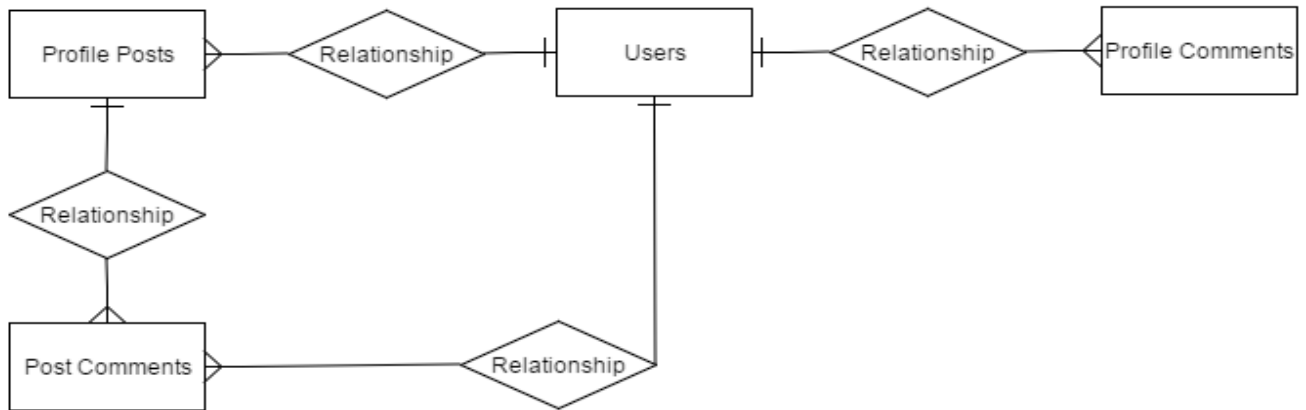 Profile Posts
Relationship
Users
Relationship
Profile Comments
Relationship
Post Comments
Relationship